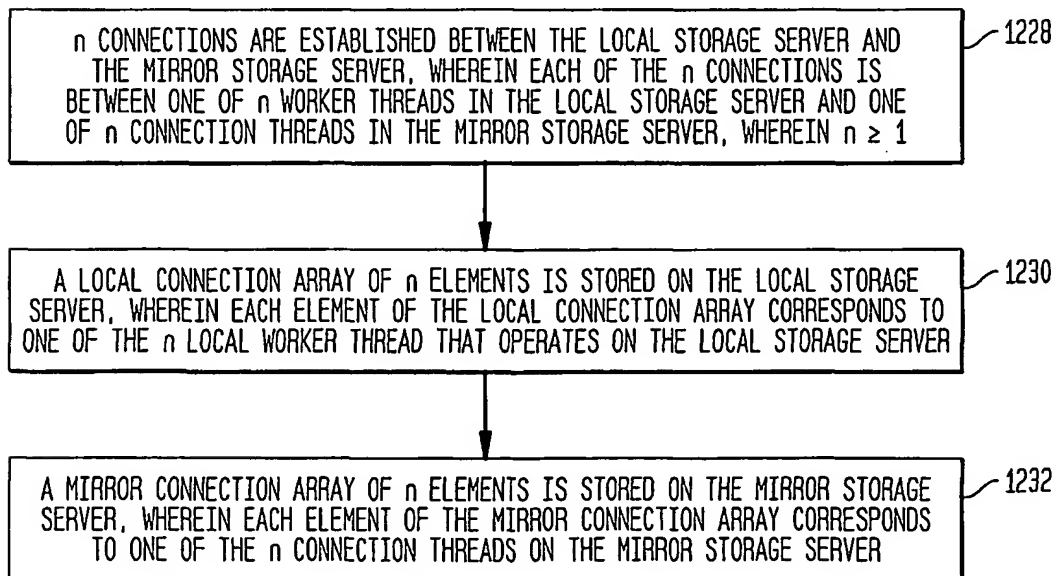 n CONNECTIONS ARE ESTABLISHED BETWEEN THE LOCAL STORAGE SERVER AND
THE MIRROR STORAGE SERVER, WHEREIN EACH OF THE n CONNECTIONS IS
BETWEEN ONE OF n WORKER THREADS IN THE LOCAL STORAGE SERVER AND ONE
OF n CONNECTION THREADS IN THE MIRROR STORAGE SERVER, WHEREIN n ≥ 1
1228
A LOCAL CONNECTION ARRAY OF n ELEMENTS IS STORED ON THE LOCAL STORAGE
SERVER, WHEREIN EACH ELEMENT OF THE LOCAL CONNECTION ARRAY CORRESPONDS TO
ONE OF THE n LOCAL WORKER THREAD THAT OPERATES ON THE LOCAL STORAGE SERVER
1230
A MIRROR CONNECTION ARRAY OF n ELEMENTS IS STORED ON THE MIRROR STORAGE
SERVER, WHEREIN EACH ELEMENT OF THE MIRROR CONNECTION ARRAY CORRESPONDS
TO ONE OF THE n CONNECTION THREADS ON THE MIRROR STORAGE SERVER
1232